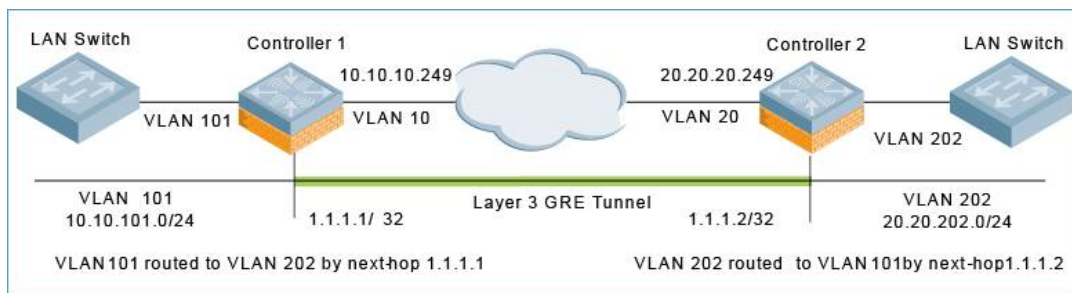 LAN Switch
Controller 1
Controller 2
LAN Switch
10.10.10.249
20.20.20.249
VLAN 101
VLAN 10
VLAN 20
VLAN 202
VLAN 101
10.10.101.0/24
1.1.1.1/ 32
Layer 3 GRE Tunnel
1.1.1.2/32
VLAN 202
20.20.202.0/24
VLAN101 routed to VLAN 202 by next-hop 1.1.1.1
VLAN 202 routed to VLAN101by next-hop1.1.1.2